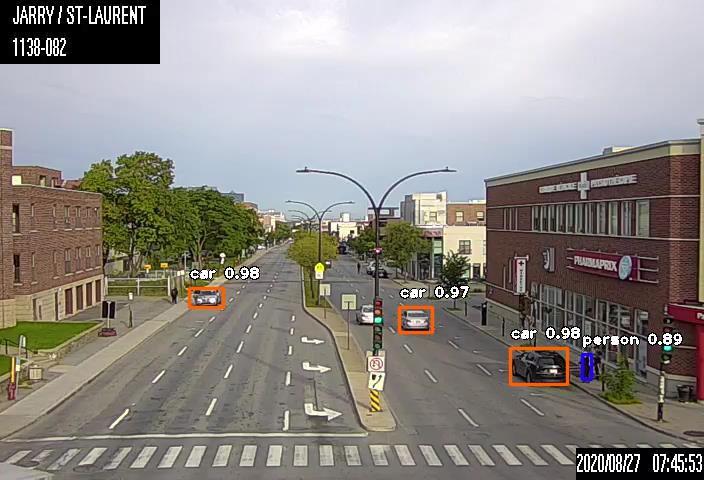 JARRY / ST-LAURENT
1138-082
car 0.98
car 0.97
car 0.98
person 0.89
PHARMAPRIX
2020/08/27 07:45:53